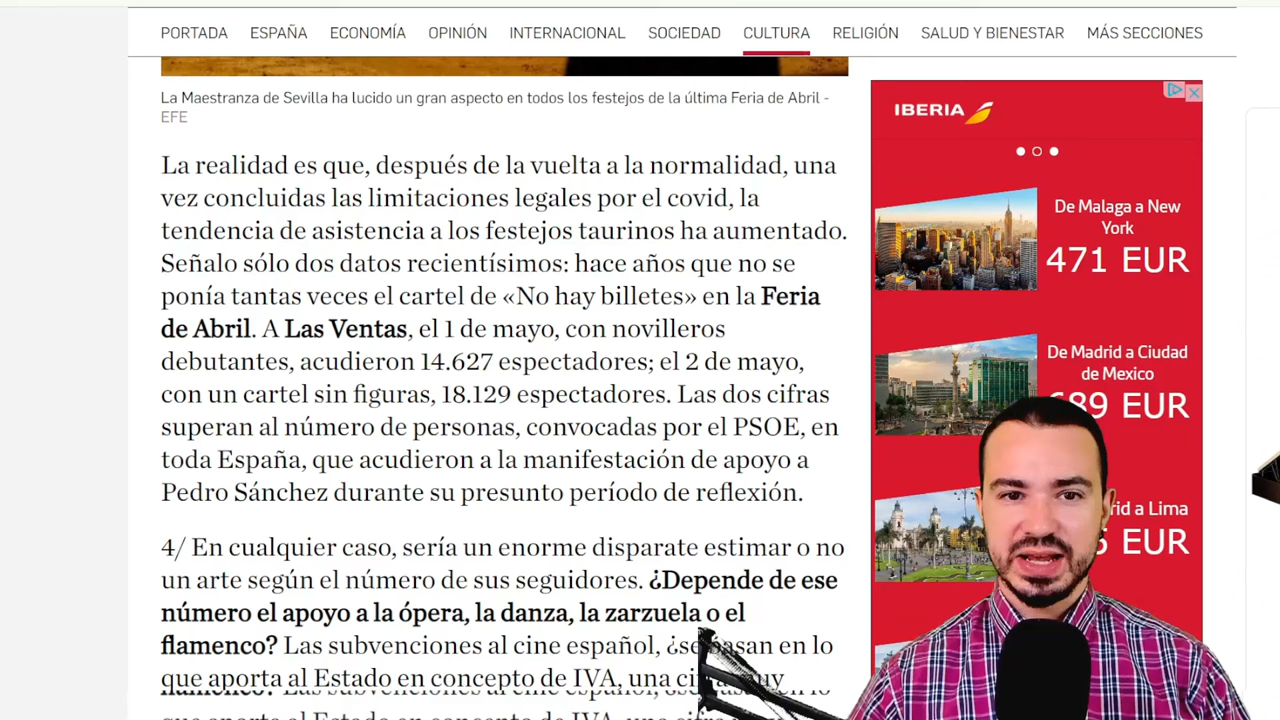 PORTADA ESPAÑA ECONOMÍA OPINIÓN INTERNACIONAL SOCIEDAD CULTURA RELIGIÓN SALUD Y BIENESTAR MÁS SECCIONES
La Maestranza de Sevilla ha lucido un gran aspecto en todos los festejos de la última Feria de Abril -
EFE
La realidad es que, después de la vuelta a la normalidad, una
vez concluidas las limitaciones legales por el covid, la
tendencia de asistencia a los festejos taurinos ha aumentado.
Señalo sólo dos datos recientísimos: hace años que no se
ponía tantas veces el cartel de «No hay billetes» en la Feria
de Abril. A Las Ventas, el 1 de mayo, con novilleros
debutantes, acudieron 14.627 espectadores; el 2 de mayo,
con un cartel sin figuras, 18.129 espectadores. Las dos cifras
superan al número de personas, convocadas por el PSOE, en
toda España, que acudieron a la manifestación de apoyo a
Pedro Sánchez durante su presunto período de reflexión.
4/ En cualquier caso, sería un enorme disparate estimar o no
un arte según el número de sus seguidores. ¿Depende de ese
número el apoyo a la ópera, la danza, la zarzuela o el
flamenco? Las subvenciones al cine español, ¿se basan en lo
que aporta al Estado en concepto de IVA, una cifra muy
IBERIA
De Malaga a New
York
471 EUR
De Madrid a Ciudad
de Mexico
689 EUR
a Lima
EUR